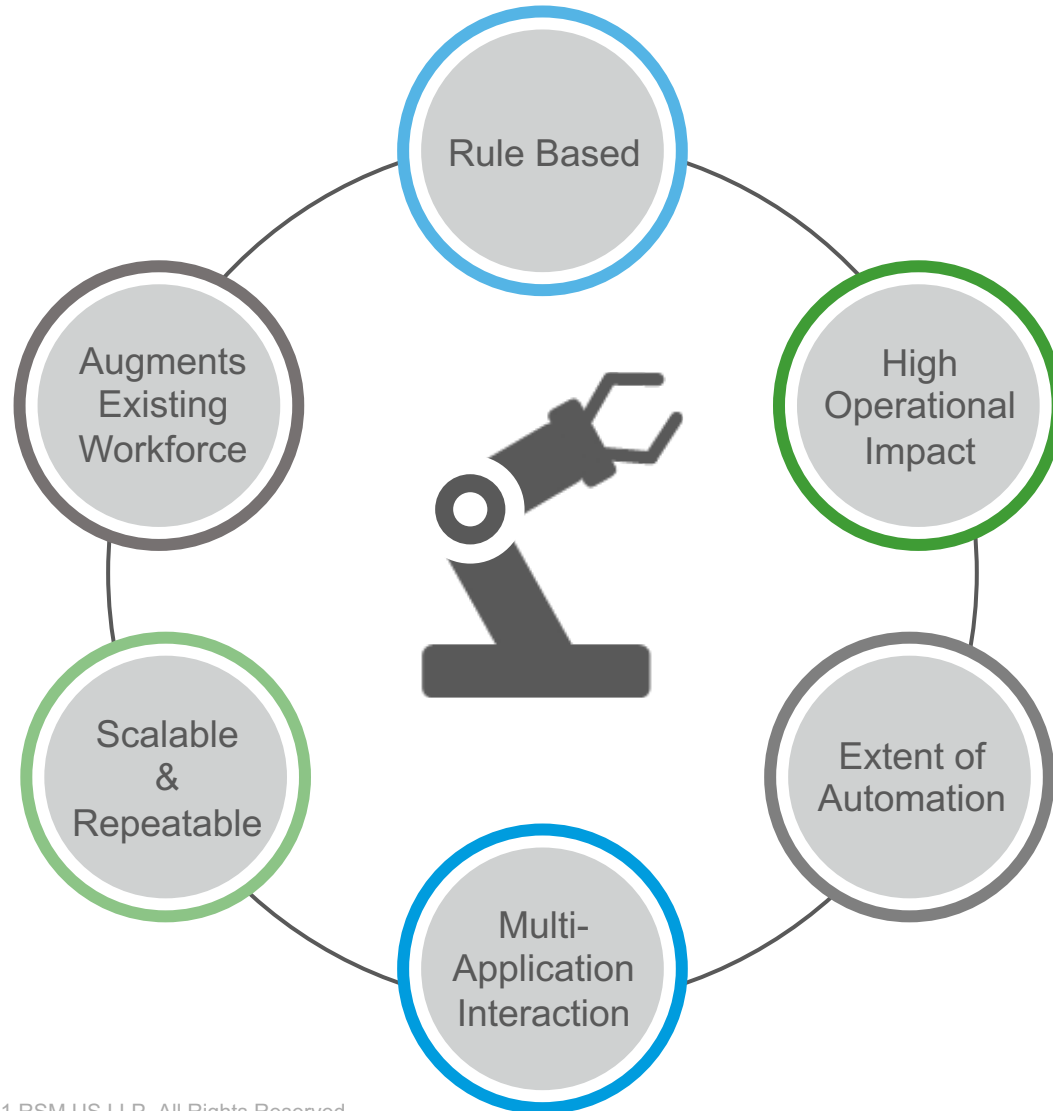 Rule Based
High
Operational
Impact
Extent of
Automation
Multi-
Application
Interaction
Scalable
&
Repeatable
Augments
Existing
Workforce
1 RSM US LLP. All Rights Reserved